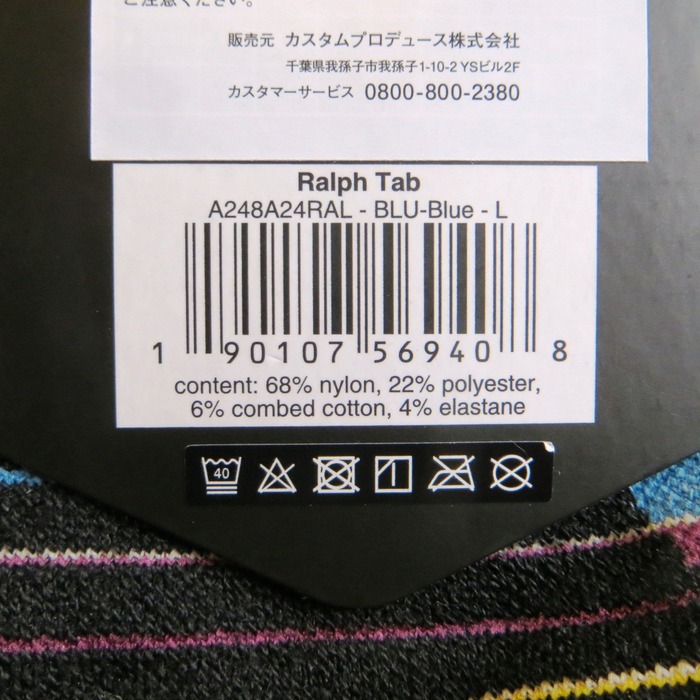 ご注意ください。
販売元 カスタムプロデュース株式会社
千葉県我孫子市我孫子1-10-2 YSビル2F
カスタマーサービス 0800-800-2380
Ralph Tab
A248A24RAL - BLU-Blue - L
1 90107 56940 8
content: 68% nylon, 22% polyester,
6% combed cotton, 4% elastane
40